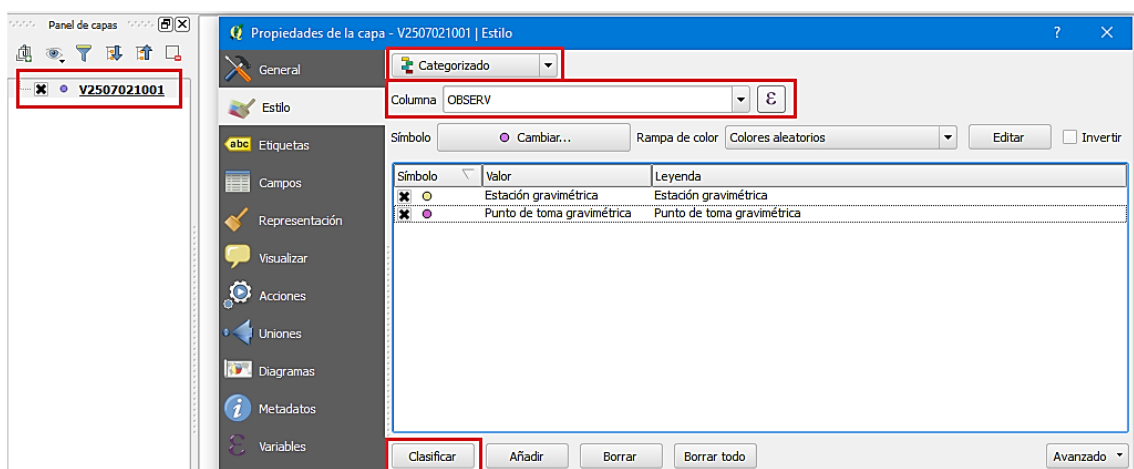 Panel de capas
V2507021001
Propiedades de la capa - V2507021001 | Estilo
?
General
Estilo
abc Etiquetas
Campos
Representación
Visualizar
Acciones
Uniones
Diagramas
Metadatos
Variables
Categorizado
Columna OBSERV ε
Símbolo Cambiar... Rampa de color Colores aleatorios Editar Invertir
Símbolo Valor Leyenda
Estación gravimétrica Estación gravimétrica
Punto de toma gravimétrica Punto de toma gravimétrica
Clasificar Añadir Borrar Borrar todo Avanzado